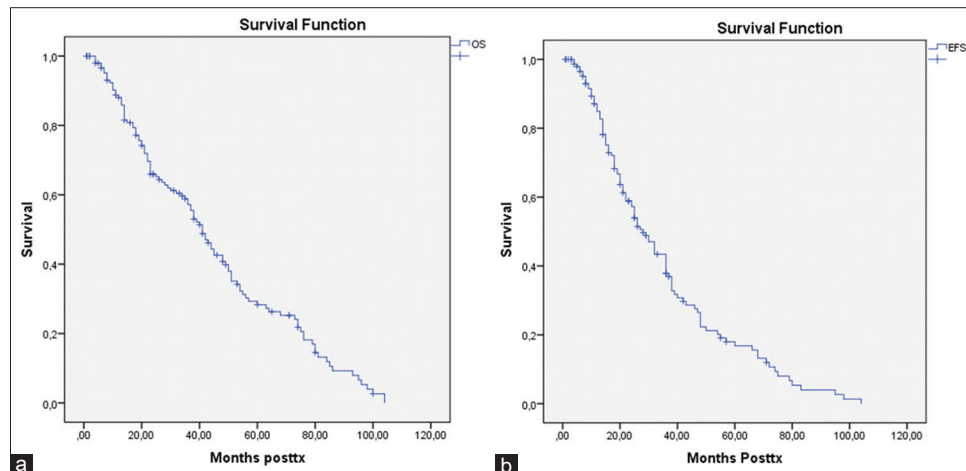 Survival Function
OS
1,0
0,8
0,6
0,4
0,2
0,0
Survival
,00 20,00 40,00 60,00 80,00 100,00 120,00
Months posttx
a
Survival Function
EFS
1,0
0,8
0,6
0,4
0,2
0,0
Survival
,00 20,00 40,00 60,00 80,00 100,00 120,00
Months Posttx
b